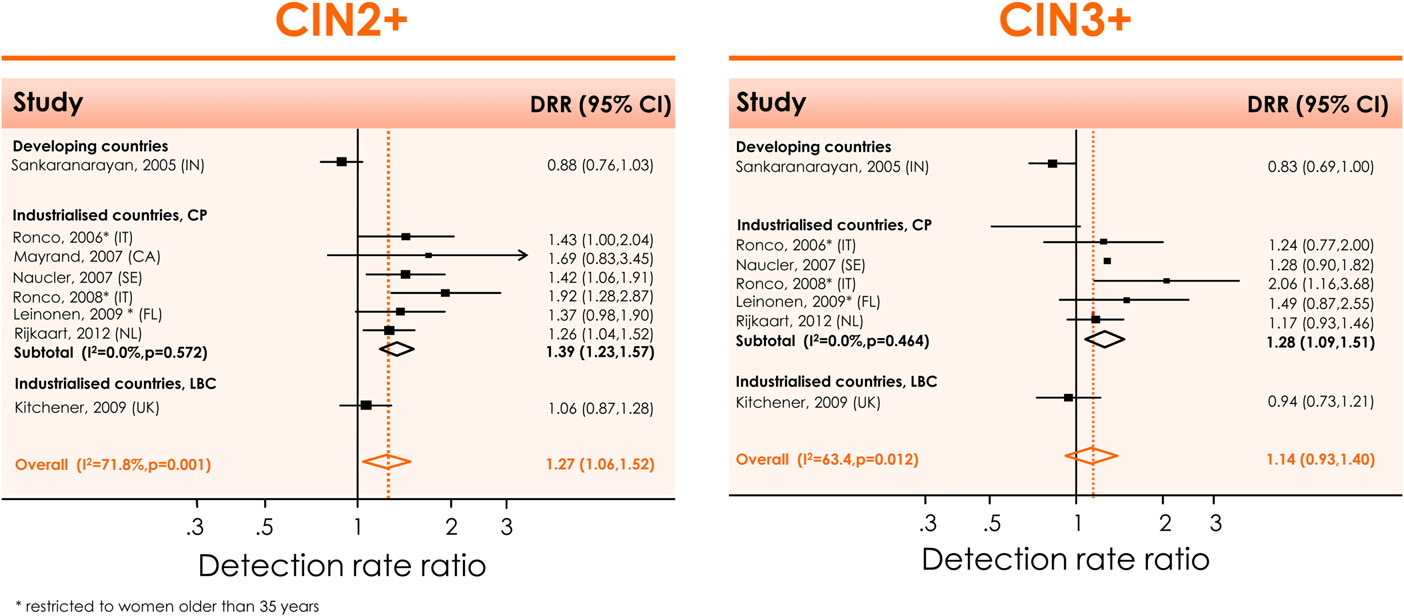 CIN2+
Study DRR (95% CI)
Developing countries
Sankaranarayan, 2005 (IN) 0.88 (0.76,1.03)
Industrialised countries, CP
Ronco, 2006* (IT) 1.43 (1.00,2.04)
Mayrand, 2007 (CA) 1.69 (0.83,3.45)
Naucler, 2007 (SE) 1.42 (1.06,1.91)
Ronco, 2008* (IT) 1.92 (1.28,2.87)
Leinonen, 2009 * (FL) 1.37 (0.98,1.90)
Rijkaart, 2012 (NL) 1.26 (1.04,1.52)
Subtotal (I²=0.0%,p=0.572) 1.39 (1.23,1.57)
Industrialised countries, LBC
Kitchener, 2009 (UK) 1.06 (0.87,1.28)
Overall (I²=71.8%,p=0.001) 1.27 (1.06,1.52)
.3 .5 1 2 3
Detection rate ratio
* restricted to women older than 35 years
CIN3+
Study DRR (95% CI)
Developing countries
Sankaranarayan, 2005 (IN) 0.83 (0.69,1.00)
Industrialised countries, CP
Ronco, 2006* (IT) 1.24 (0.77,2.00)
Naucler, 2007 (SE) 1.28 (0.90,1.82)
Ronco, 2008* (IT) 2.06 (1.16,3.68)
Leinonen, 2009* (FL) 1.49 (0.87,2.55)
Rijkaart, 2012 (NL) 1.17 (0.93,1.46)
Subtotal (I²=0.0%,p=0.464) 1.28 (1.09,1.51)
Industrialised countries, LBC
Kitchener, 2009 (UK) 0.94 (0.73,1.21)
Overall (I²=63.4,p=0.012) 1.14 (0.93,1.40)
.3 .5 1 2 3
Detection rate ratio